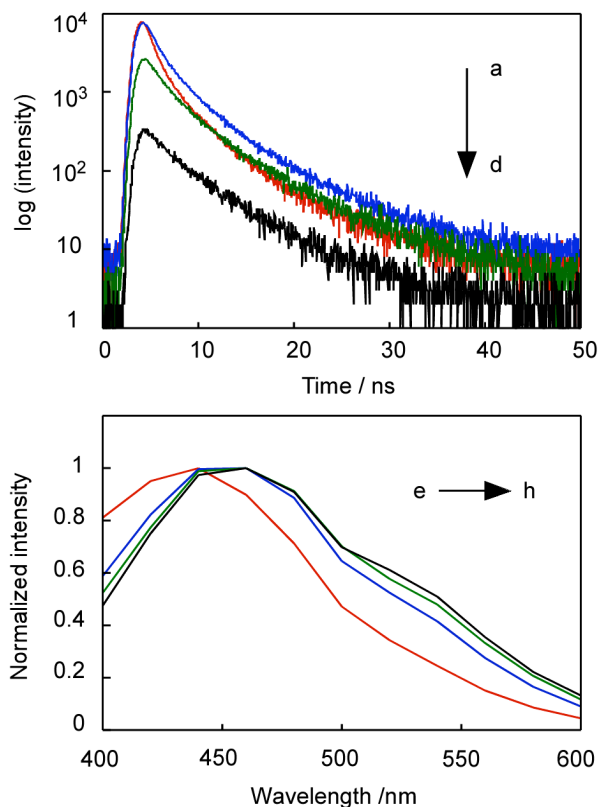 10⁴
10³
10²
10
1
log (intensity)
a
d
0 10 20 30 40 50
Time / ns
1
0.8
0.6
0.4
0.2
0
Normalized intensity
e h
400 450 500 550 600
Wavelength /nm